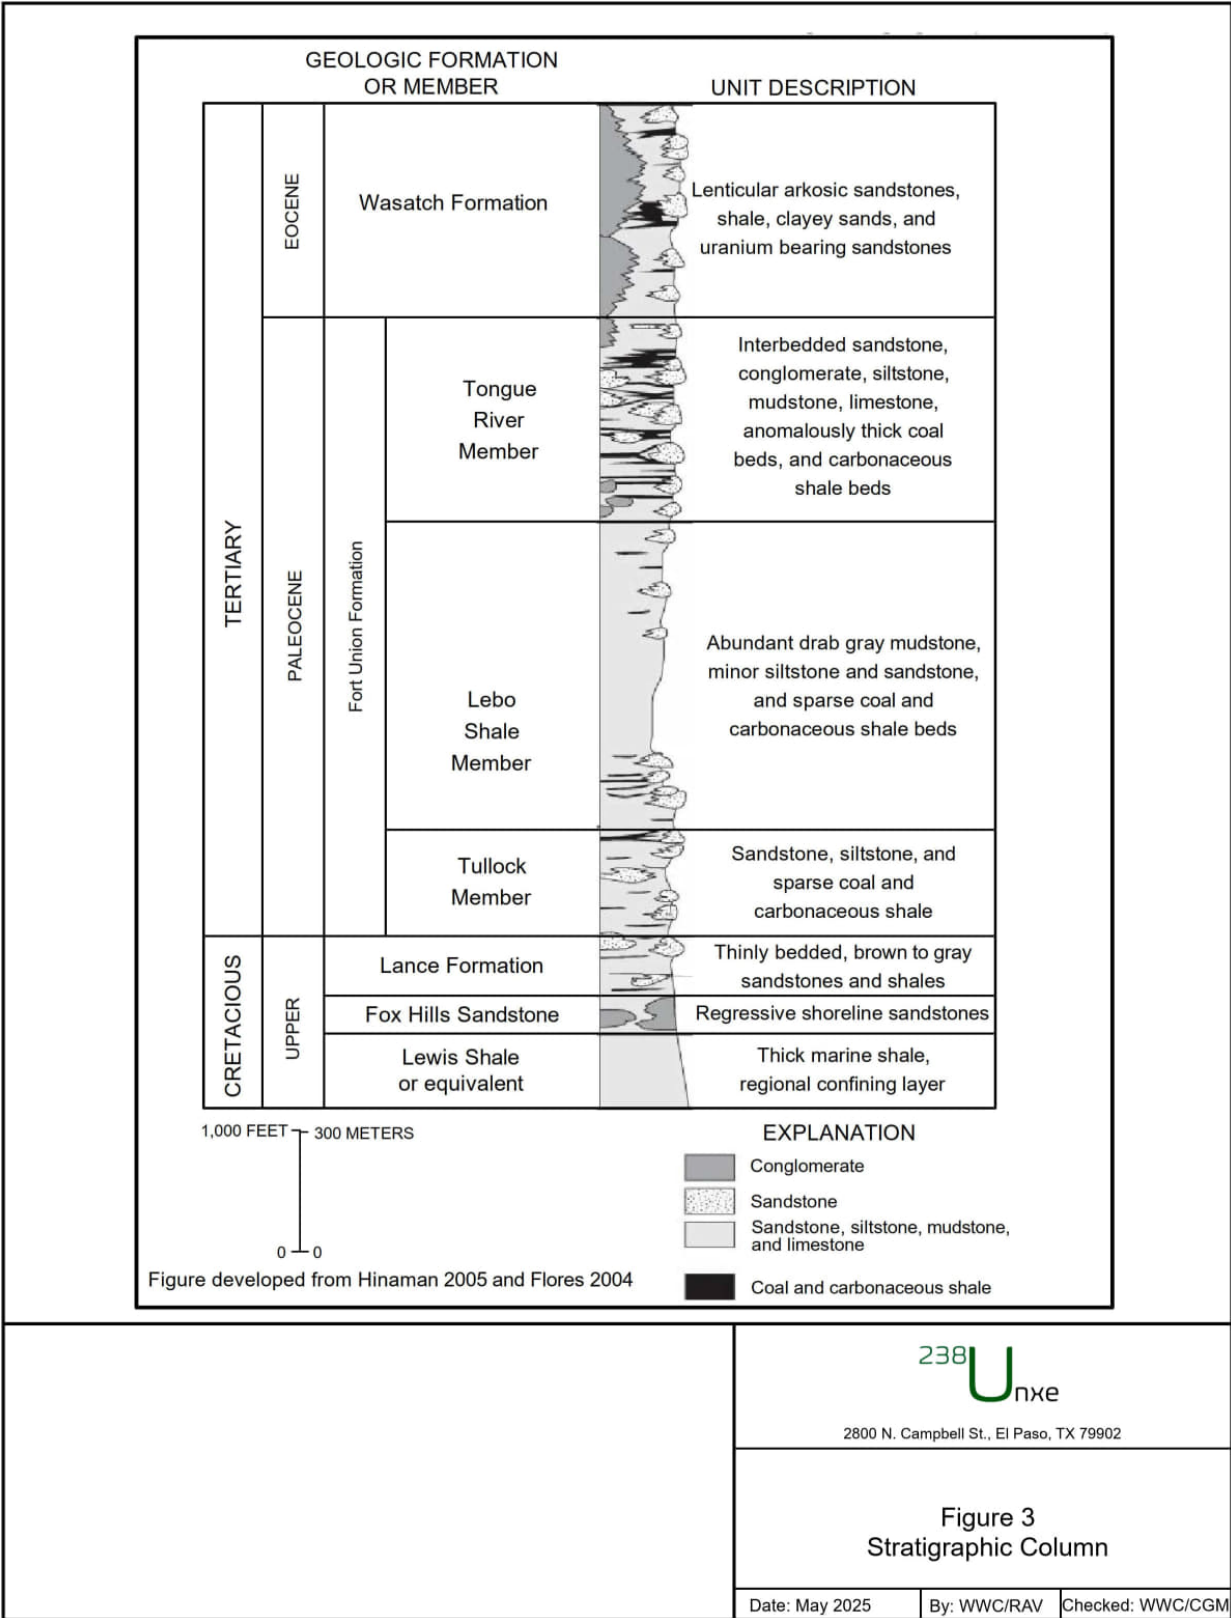 GEOLOGIC FORMATION
OR MEMBER
UNIT DESCRIPTION
TERTIARY
EOCENE
Wasatch Formation
Lenticular arkosic sandstones,
shale, clayey sands, and
uranium bearing sandstones
PALEOCENE
Fort Union Formation
Tongue
River
Member
Interbedded sandstone,
conglomerate, siltstone,
mudstone, limestone,
anomalously thick coal
beds, and carbonaceous
shale beds
Lebo
Shale
Member
Abundant drab gray mudstone,
minor siltstone and sandstone,
and sparse coal and
carbonaceous shale beds
Tullock
Member
Sandstone, siltstone, and
sparse coal and
carbonaceous shale
CRETACIOUS
UPPER
Lance Formation
Thinly bedded, brown to gray
sandstones and shales
Fox Hills Sandstone
Regressive shoreline sandstones
Lewis Shale
or equivalent
Thick marine shale,
regional confining layer
1,000 FEET 300 METERS
0 0
Figure developed from Hinaman 2005 and Flores 2004
EXPLANATION
Conglomerate
Sandstone
Sandstone, siltstone, mudstone,
and limestone
Coal and carbonaceous shale
238Unxe
2800 N. Campbell St., El Paso, TX 79902
Figure 3
Stratigraphic Column
Date: May 2025
By: WWC/RAV
Checked: WWC/CGM